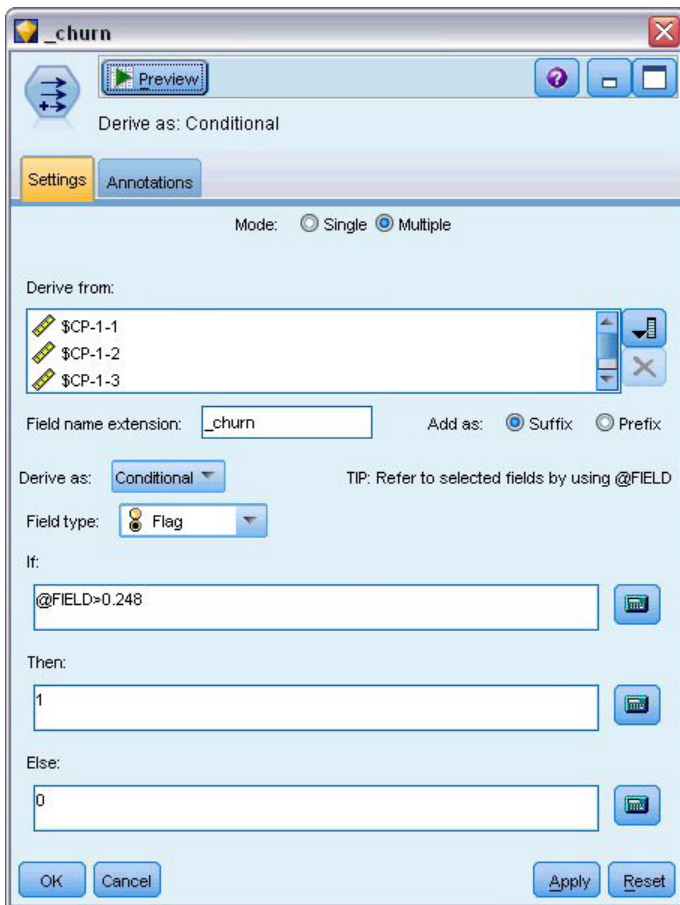 _churn
Preview
Derive as: Conditional
Settings Annotations
Mode: Single Multiple
Derive from:
$CP-1-1
$CP-1-2
$CP-1-3
Field name extension: _churn Add as: Suffix Prefix
Derive as: Conditional TIP: Refer to selected fields by using @FIELD
Field type: Flag
If:
@FIELD>0.248
Then:
1
Else:
0
OK Cancel Apply Reset